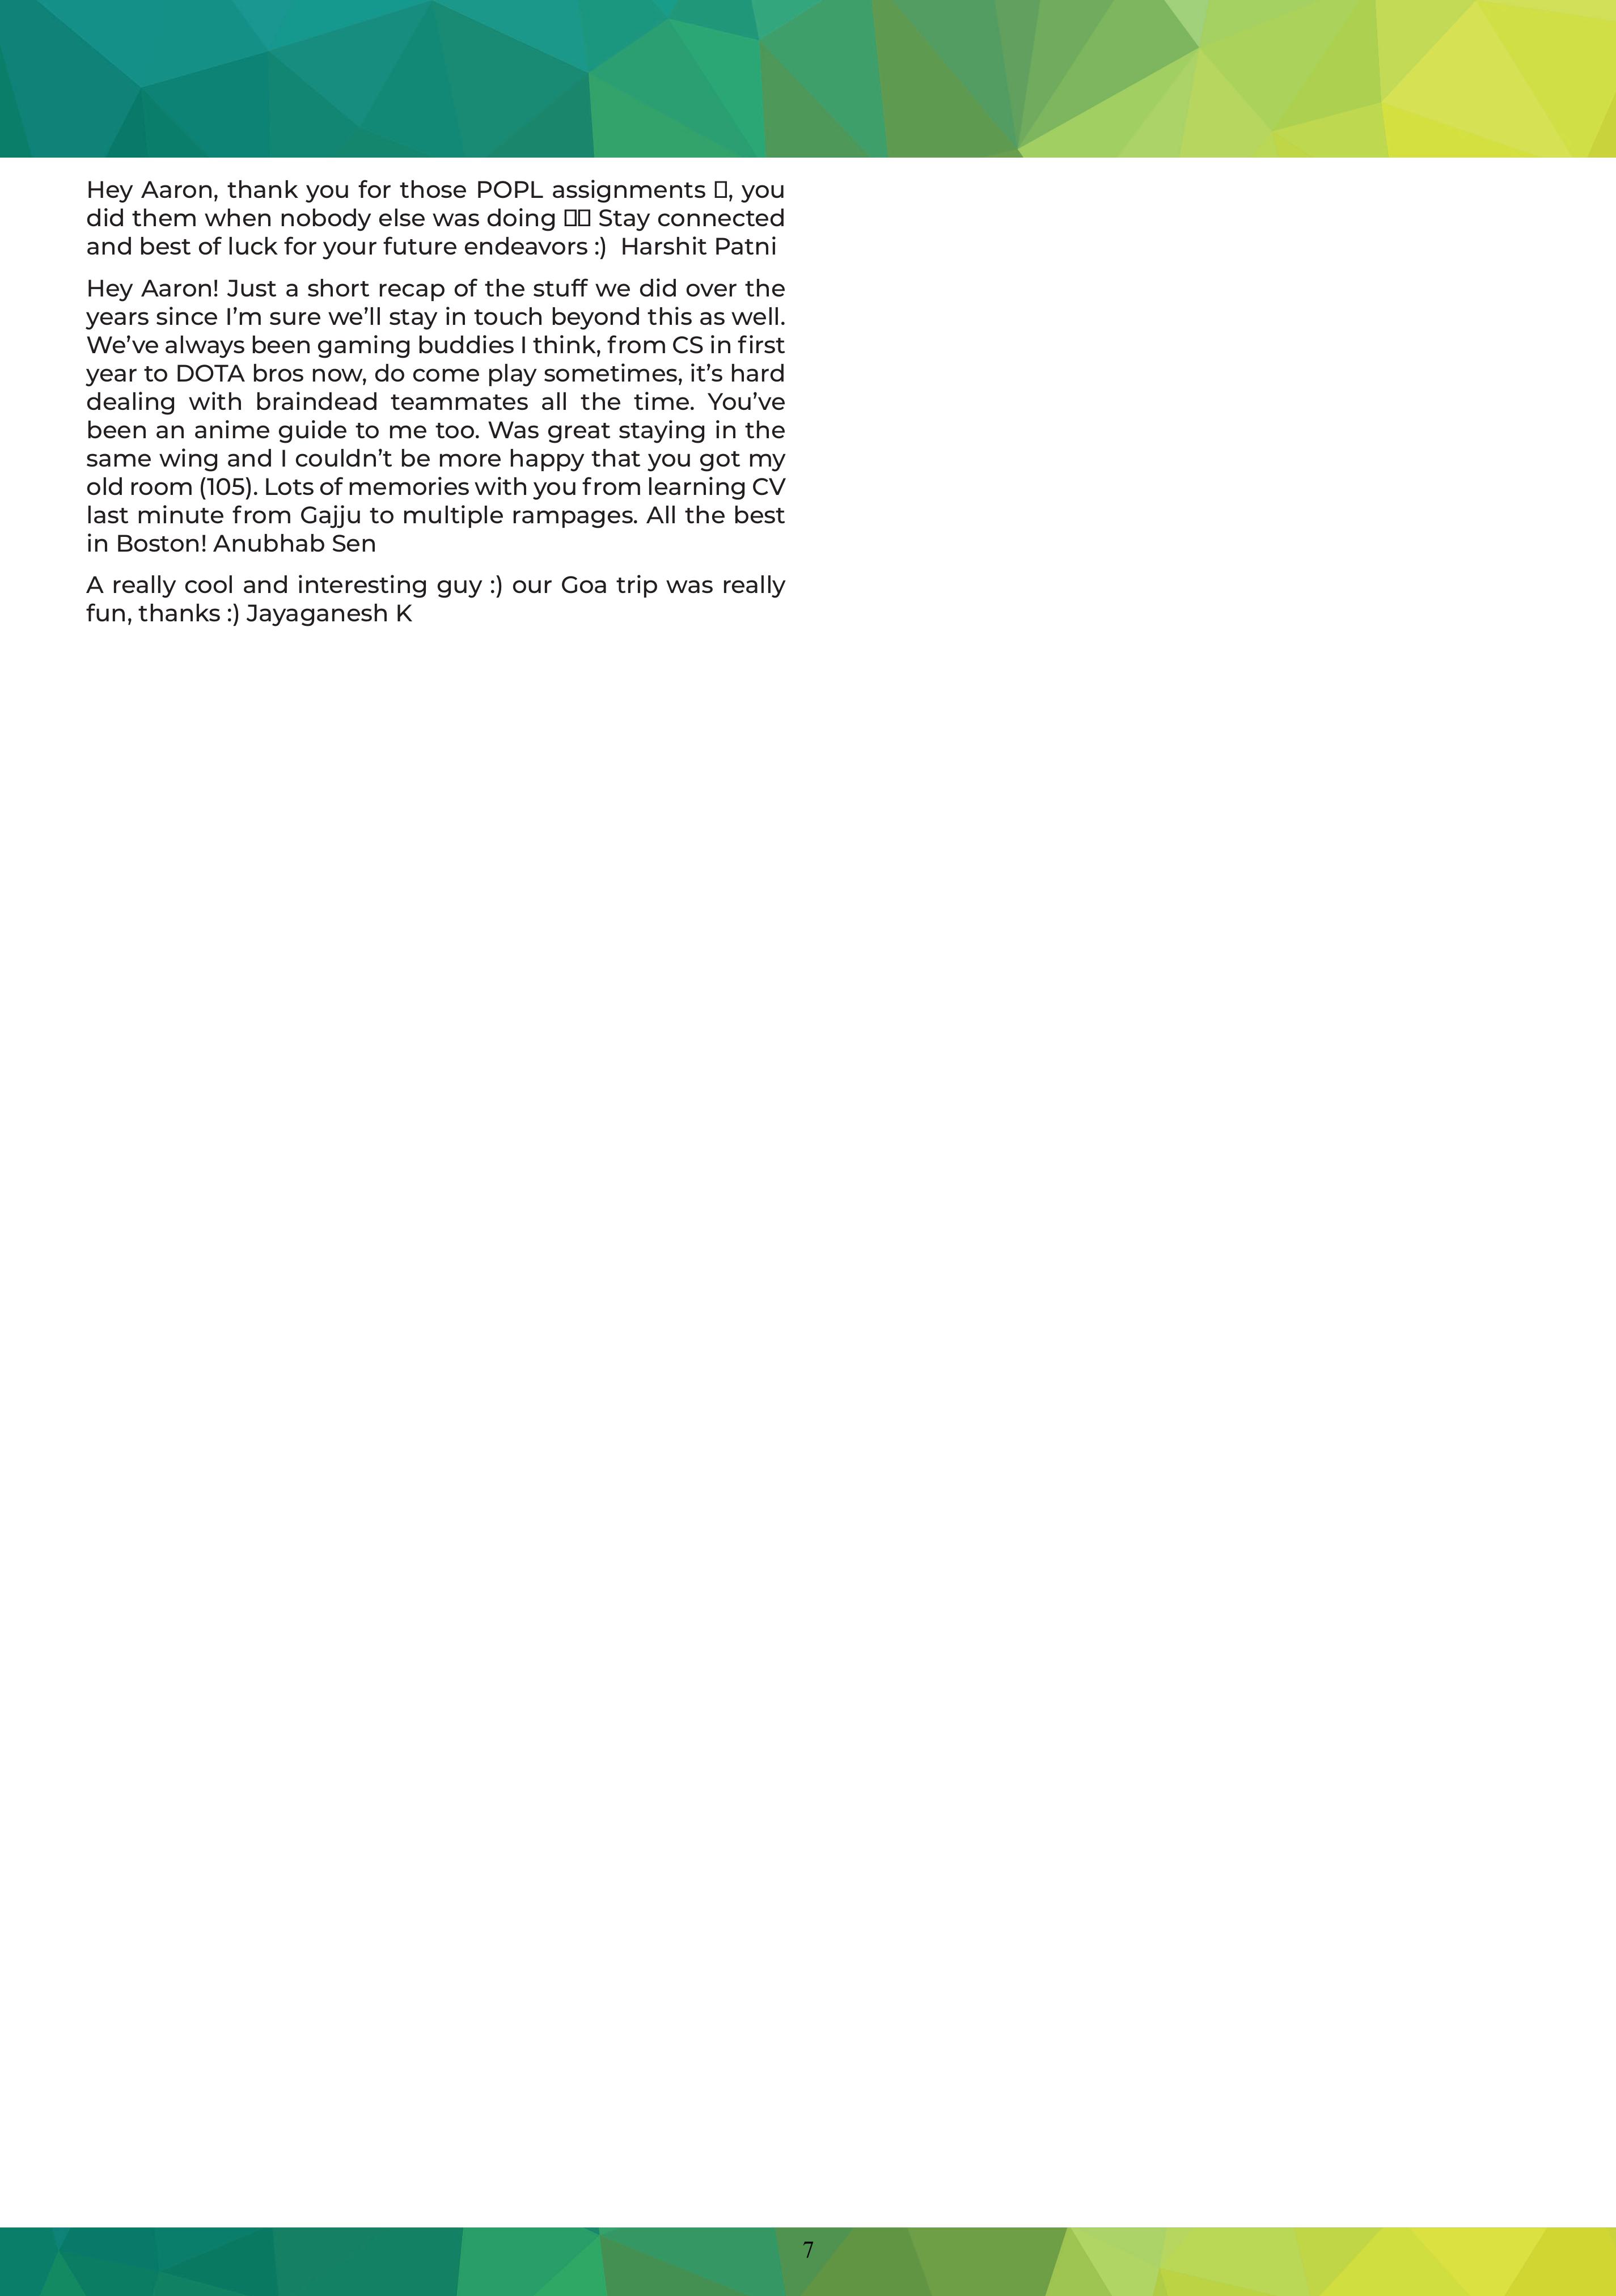 Hey Aaron, thank you for those POPL assignments ▯, you
did them when nobody else was doing ▯▯ Stay connected
and best of luck for your future endeavors :)  Harshit Patni
Hey Aaron! Just a short recap of the stuff we did over the
years since I’m sure we’ll stay in touch beyond this as well.
We’ve always been gaming buddies I think, from CS in first
year to DOTA bros now, do come play sometimes, it’s hard
dealing with braindead teammates all the time. You’ve
been an anime guide to me too. Was great staying in the
same wing and I couldn’t be more happy that you got my
old room (105). Lots of memories with you from learning CV
last minute from Gajju to multiple rampages. All the best
in Boston! Anubhab Sen
A really cool and interesting guy :) our Goa trip was really
fun, thanks :) Jayaganesh K
7